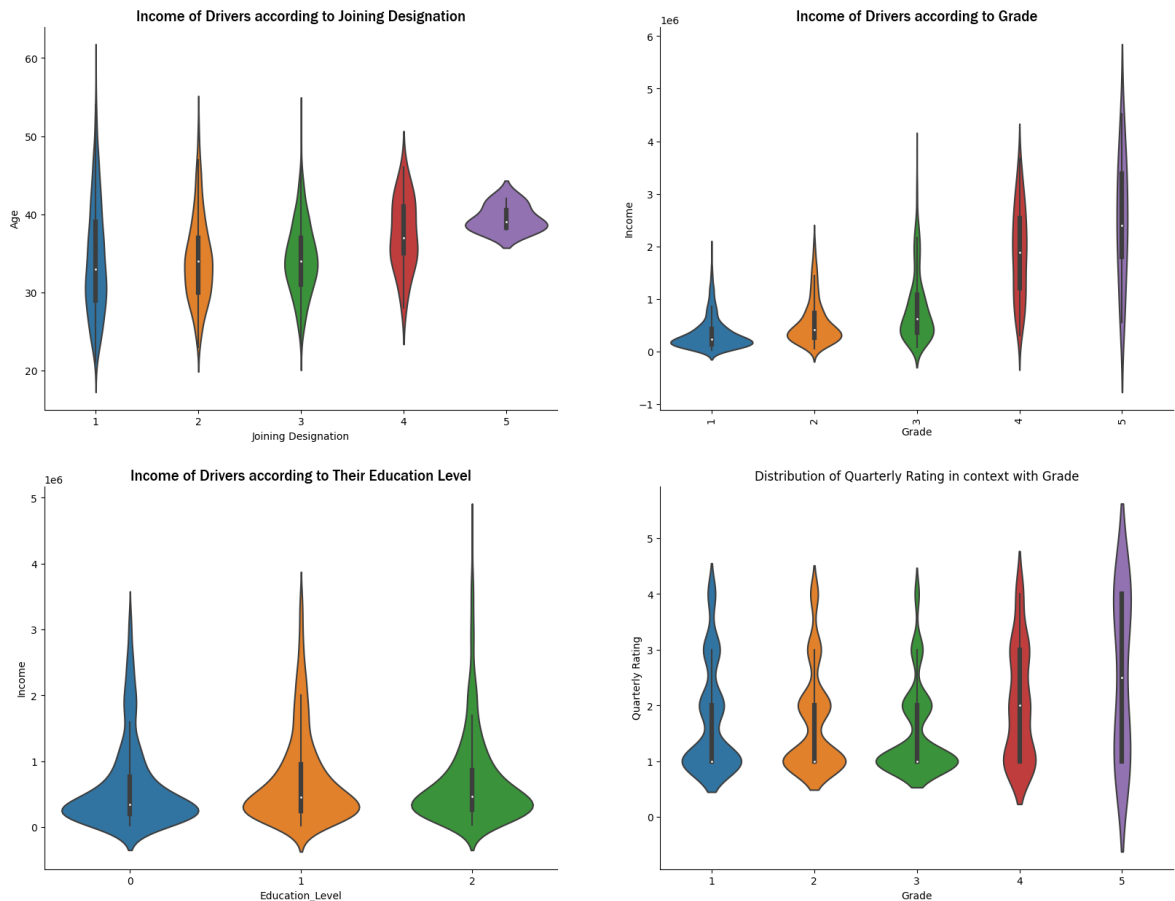 Income of Drivers according to Joining Designation
60
50
40
30
20
Age
1 2 3 4 5
Joining Designation
Income of Drivers according to Grade
1e6
6
5
4
3
2
1
0
−1
Income
1 2 3 4 5
Grade
Income of Drivers according to Their Education Level
1e6
5
4
3
2
1
0
Income
0 1 2
Education_Level
Distribution of Quarterly Rating in context with Grade
5
4
3
2
1
0
Quarterly Rating
1 2 3 4 5
Grade